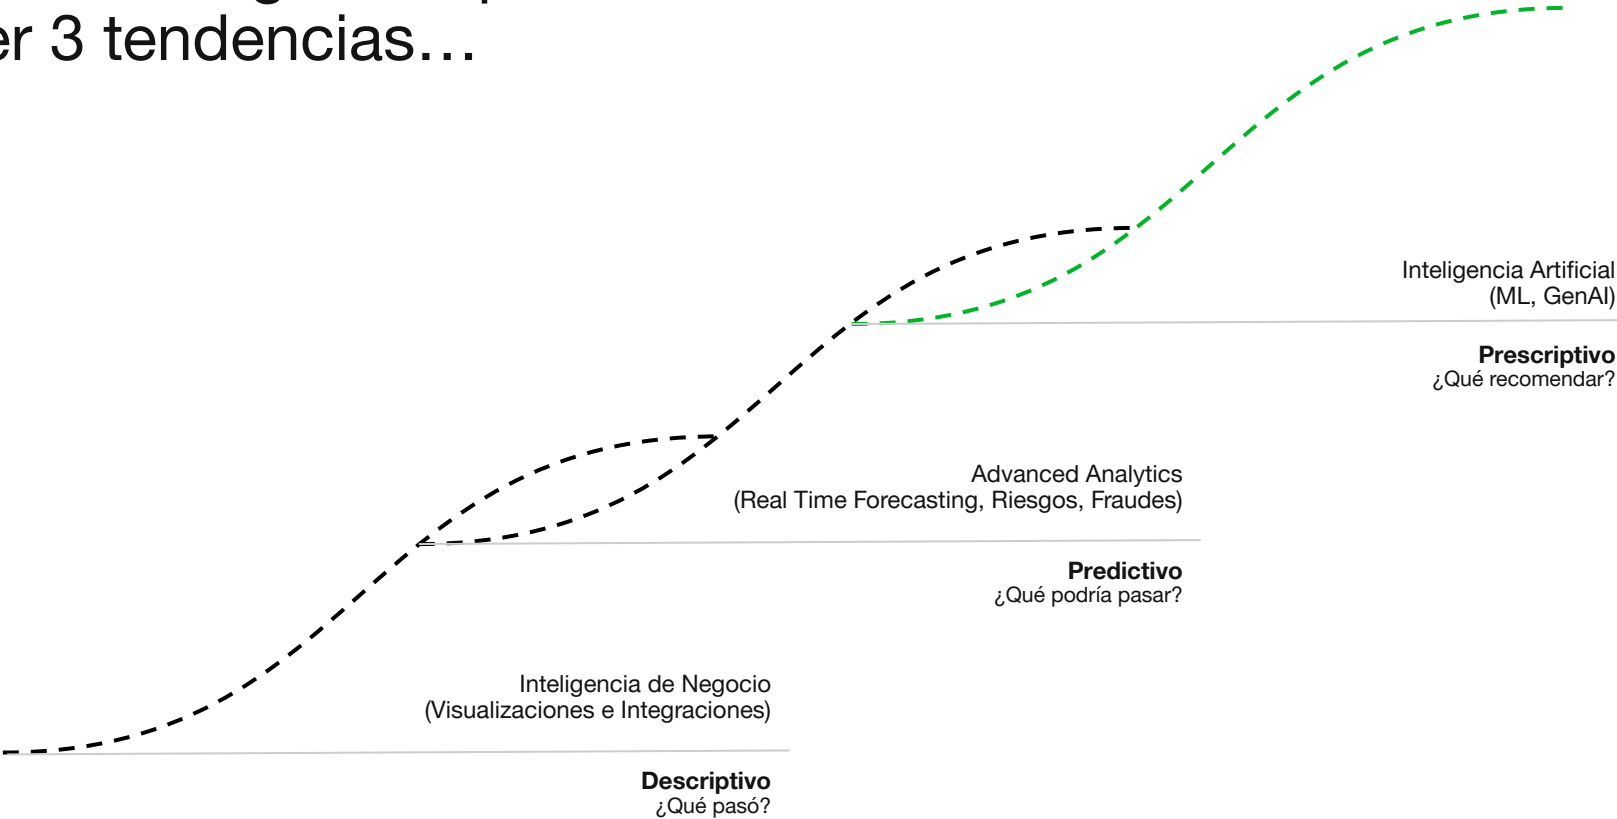 er 3 tendencias...
Inteligencia Artificial
(ML, GenAI)
Prescriptivo
¿Qué recomendar?
Advanced Analytics
(Real Time Forecasting, Riesgos, Fraudes)
Predictivo
¿Qué podría pasar?
Inteligencia de Negocio
(Visualizaciones e Integraciones)
Descriptivo
¿Qué pasó?